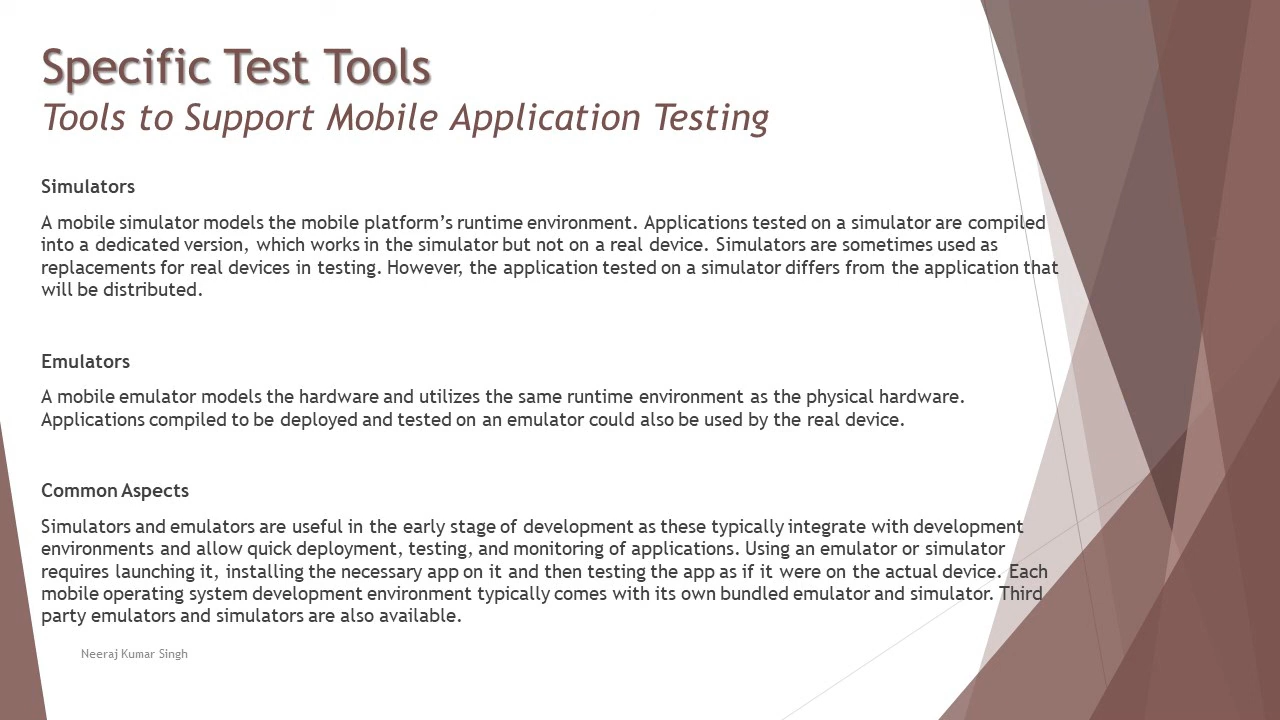 Specific Test Tools
Tools to Support Mobile Application Testing
Simulators
A mobile simulator models the mobile platform’s runtime environment. Applications tested on a simulator are compiled
into a dedicated version, which works in the simulator but not on a real device. Simulators are sometimes used as
replacements for real devices in testing. However, the application tested on a simulator differs from the application that
will be distributed.
Emulators
A mobile emulator models the hardware and utilizes the same runtime environment as the physical hardware.
Applications compiled to be deployed and tested on an emulator could also be used by the real device.
Common Aspects
Simulators and emulators are useful in the early stage of development as these typically integrate with development
environments and allow quick deployment, testing, and monitoring of applications. Using an emulator or simulator
requires launching it, installing the necessary app on it and then testing the app as if it were on the actual device. Each
mobile operating system development environment typically comes with its own bundled emulator and simulator. Third
party emulators and simulators are also available.
Neeraj Kumar Singh